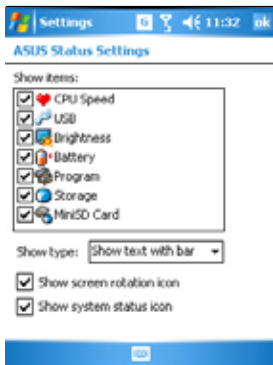 Settings 11:32 ok
ASUS Status Settings
Show items:
CPU Speed
USB
Brightness
Battery
Program
Storage
MiniSD Card
Show type: Show text with bar
Show screen rotation icon
Show system status icon